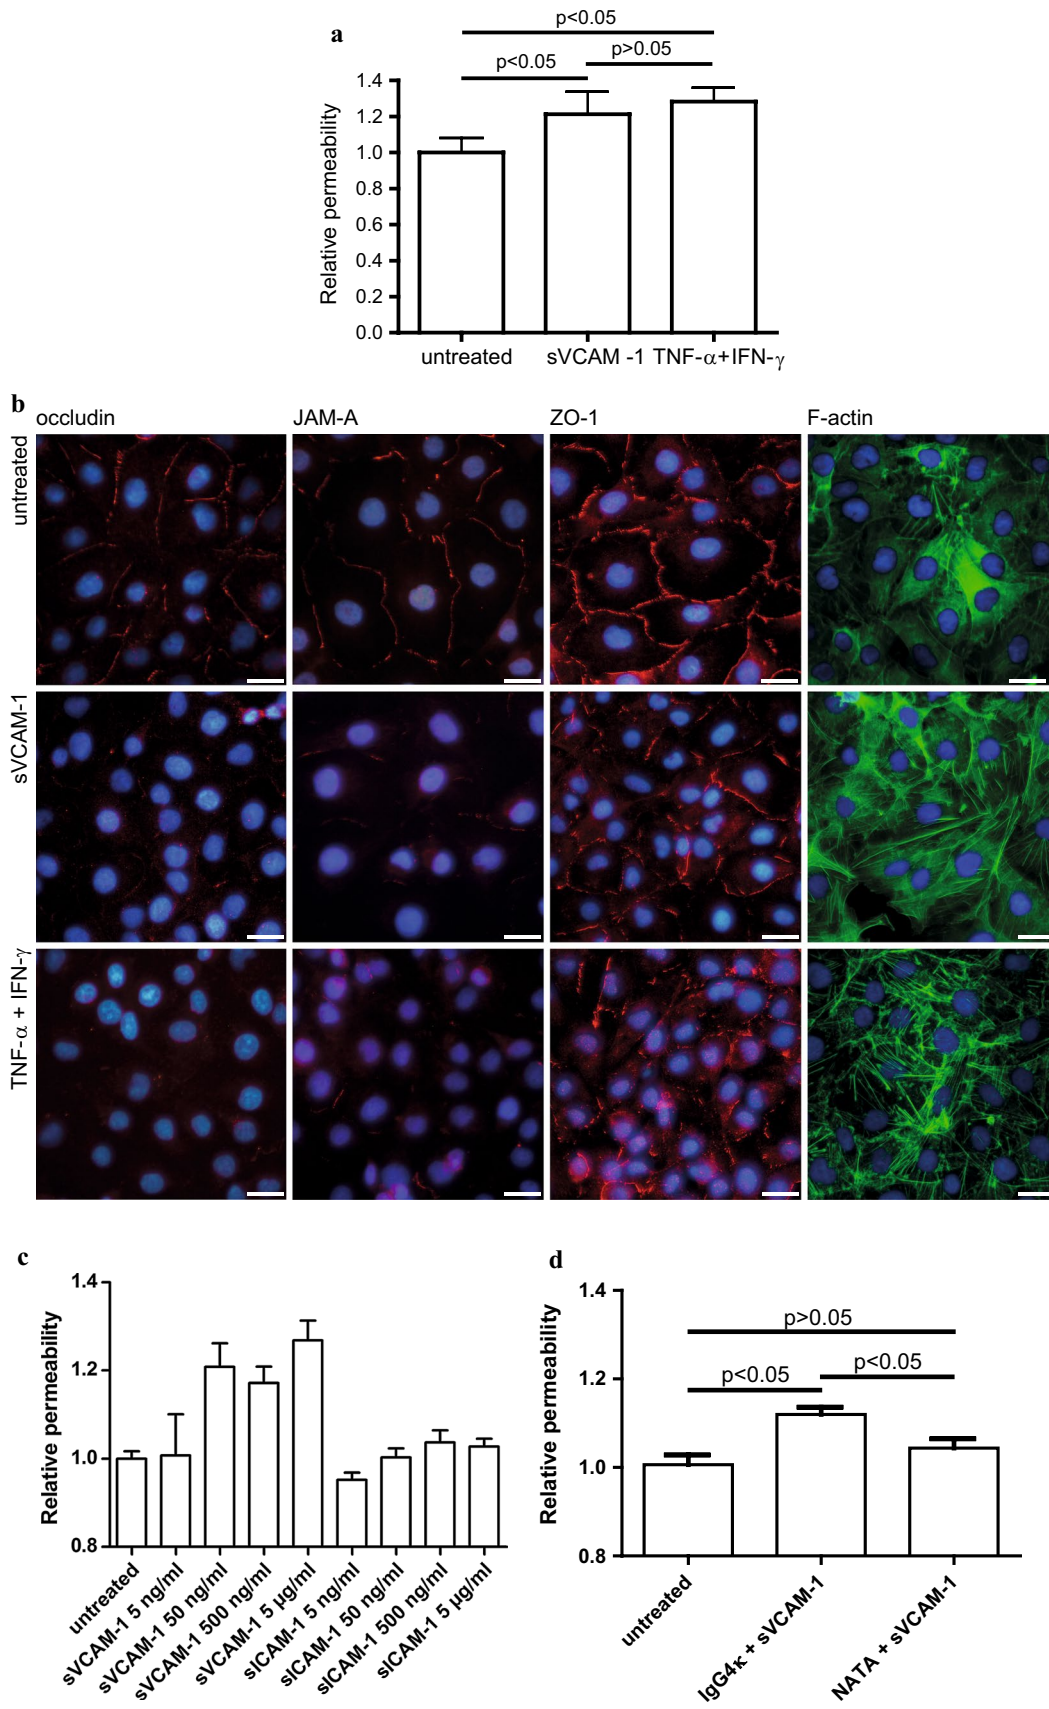 a
p<0.05
p<0.05
p>0.05
Relative permeability
1.4
1.2
1.0
0.8
0.6
0.4
0.2
0.0
untreated
sVCAM -1
TNF-α+IFN-γ
b
occludin
JAM-A
ZO-1
F-actin
untreated
sVCAM-1
TNF-α + IFN-γ
c
Relative permeability
1.4
1.2
1.0
0.8
untreated
sVCAM-1 5 ng/ml
sVCAM-1 50 ng/ml
sVCAM-1 500 ng/ml
sVCAM-1 5 µg/ml
sICAM-1 5 ng/ml
sICAM-1 50 ng/ml
sICAM-1 500 ng/ml
sICAM-1 5 µg/ml
d
Relative permeability
1.4
1.2
1.0
0.8
p>0.05
p<0.05
p<0.05
untreated
IgG4κ + sVCAM-1
NATA + sVCAM-1